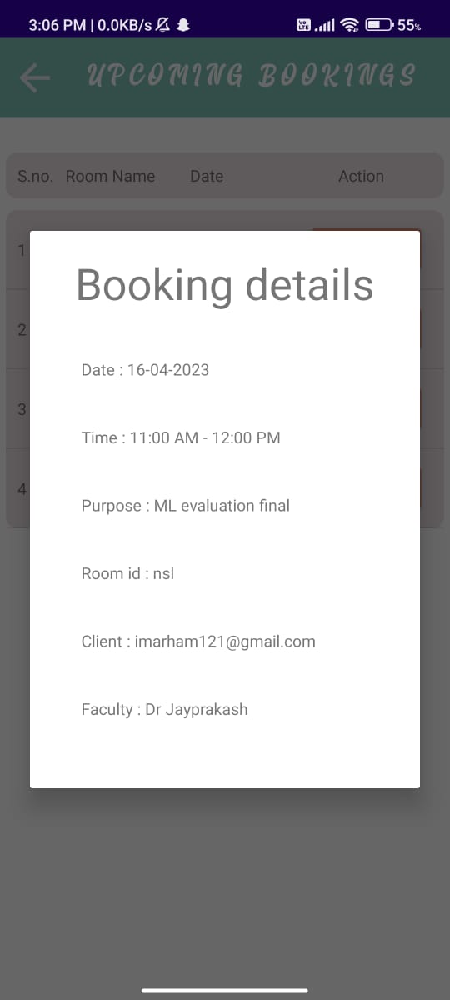 3:06 PM | 0.0KB/s
Vo LTE 55%
UPCOMING BOOKINGS
S.no. Room Name Date Action
1
Booking details
2
Date : 16-04-2023
3
Time : 11:00 AM - 12:00 PM
4
Purpose : ML evaluation final
Room id : nsl
Client : imarham121@gmail.com
Faculty : Dr Jayprakash